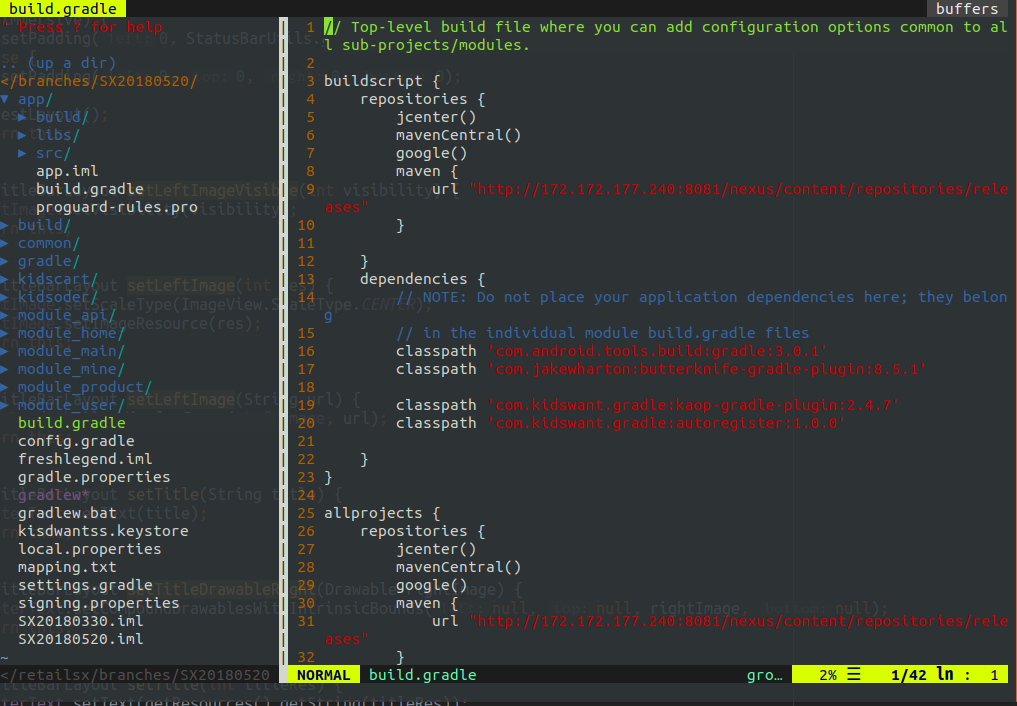 build.gradle
buffers
" Press ? for help
.. (up a dir)
</branches/SX20180520/
▼ app/
▶ build/
▶ libs/
▶ src/
app.iml
build.gradle
proguard-rules.pro
▶ build/
▶ common/
▶ gradle/
▶ kidscart/
▶ kidsoder/
▶ module_api/
▶ module_home/
▶ module_main/
▶ module_mine/
▶ module_product/
▶ module_user/
build.gradle
config.gradle
freshlegend.iml
gradle.properties
gradlew*
gradlew.bat
kisdwantss.keystore
local.properties
mapping.txt
settings.gradle
signing.properties
SX20180330.iml
SX20180520.iml
~
</retailsx/branches/SX20180520
1 // Top-level build file where you can add configuration options common to al
l sub-projects/modules.
2
3 buildscript {
4 repositories {
5 jcenter()
6 mavenCentral()
7 google()
8 maven {
9 url "http://172.172.177.240:8081/nexus/content/repositories/rele
ases"
10 }
11
12 }
13 dependencies {
14 // NOTE: Do not place your application dependencies here; they belon
g
15 // in the individual module build.gradle files
16 classpath 'com.android.tools.build:gradle:3.0.1'
17 classpath 'com.jakewharton:butterknife-gradle-plugin:8.5.1'
18
19 classpath 'com.kidswant.gradle:kaop-gradle-plugin:2.4.7'
20 classpath 'com.kidswant.gradle:autoregister:1.0.0'
21
22 }
23 }
24
25 allprojects {
26 repositories {
27 jcenter()
28 mavenCentral()
29 google()
30 maven {
31 url "http://172.172.177.240:8081/nexus/content/repositories/rele
ases"
32 }
NORMAL build.gradle gro… 2% ☰ 1/42 ln : 1